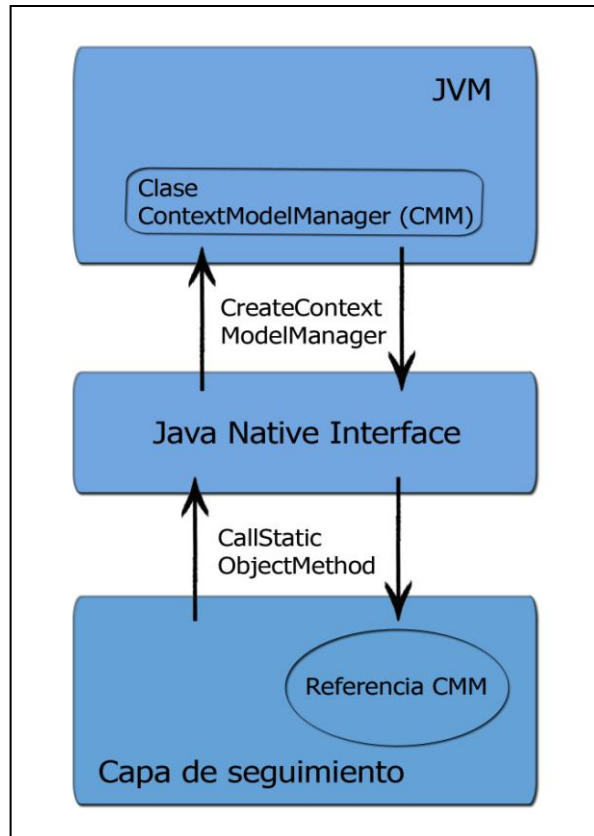 JVM
Clase
ContextModelManager (CMM)
CreateContext
ModelManager
Java Native Interface
CallStatic
ObjectMethod
Referencia CMM
Capa de seguimiento